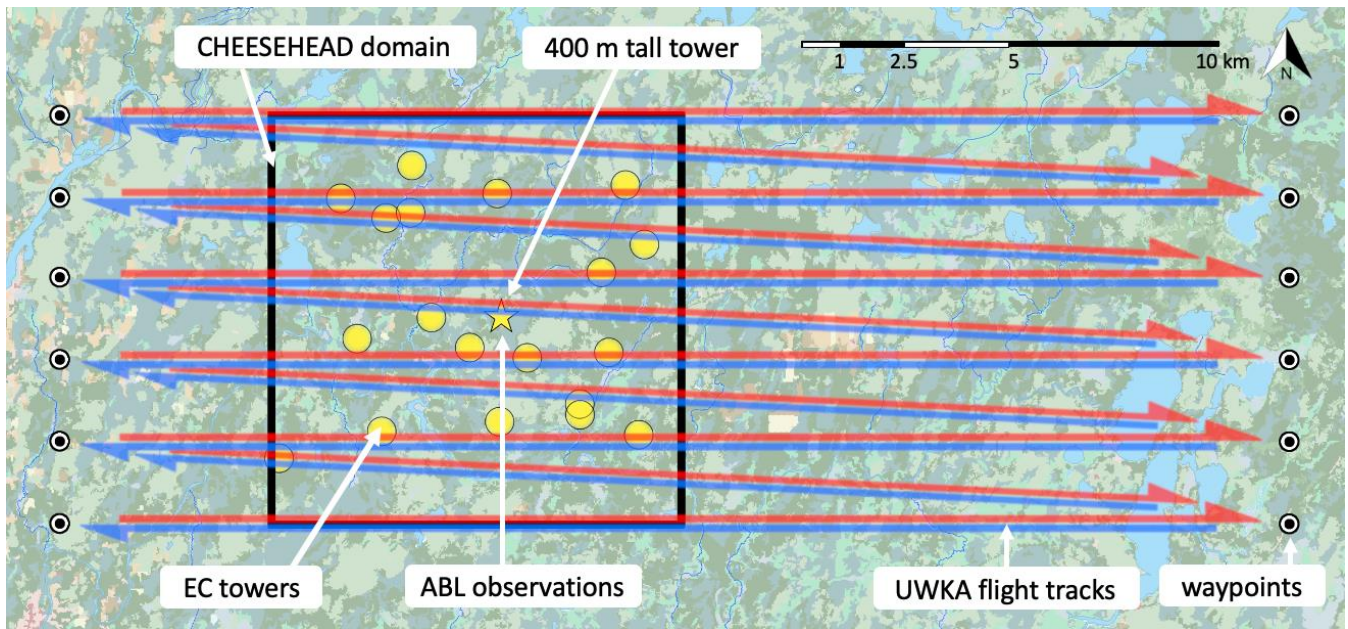 CHEESEHEAD domain
400 m tall tower
1 2.5 5 10 km
N
EC towers
ABL observations
UWKA flight tracks
waypoints